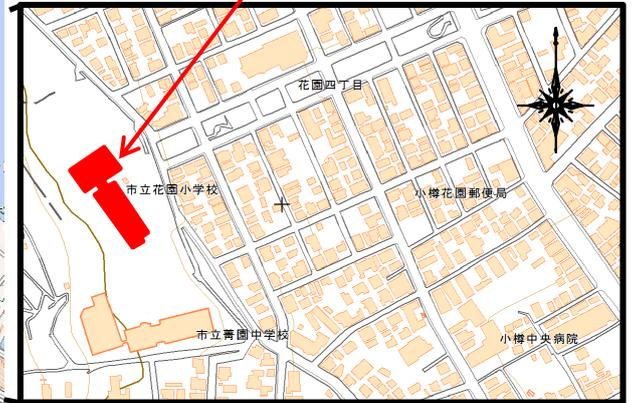 花園四丁目
市立花園小学校
小樽花園郵便局
市立菁園中学校
小樽中央病院